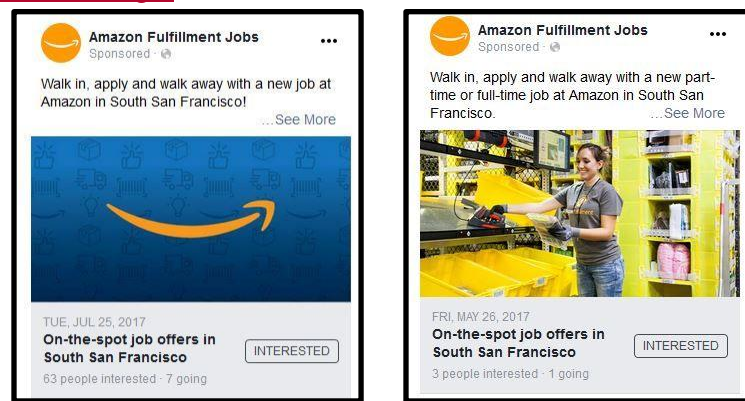 Amazon Fulfillment Jobs
Sponsored ·
Walk in, apply and walk away with a new job at
Amazon in South San Francisco!
...See More
TUE, JUL 25, 2017
On-the-spot job offers in
South San Francisco
INTERESTED
63 people interested · 7 going
Amazon Fulfillment Jobs
Sponsored ·
Walk in, apply and walk away with a new part-
time or full-time job at Amazon in South San
Francisco.
...See More
FRI, MAY 26, 2017
On-the-spot job offers in
South San Francisco
INTERESTED
3 people interested · 1 going